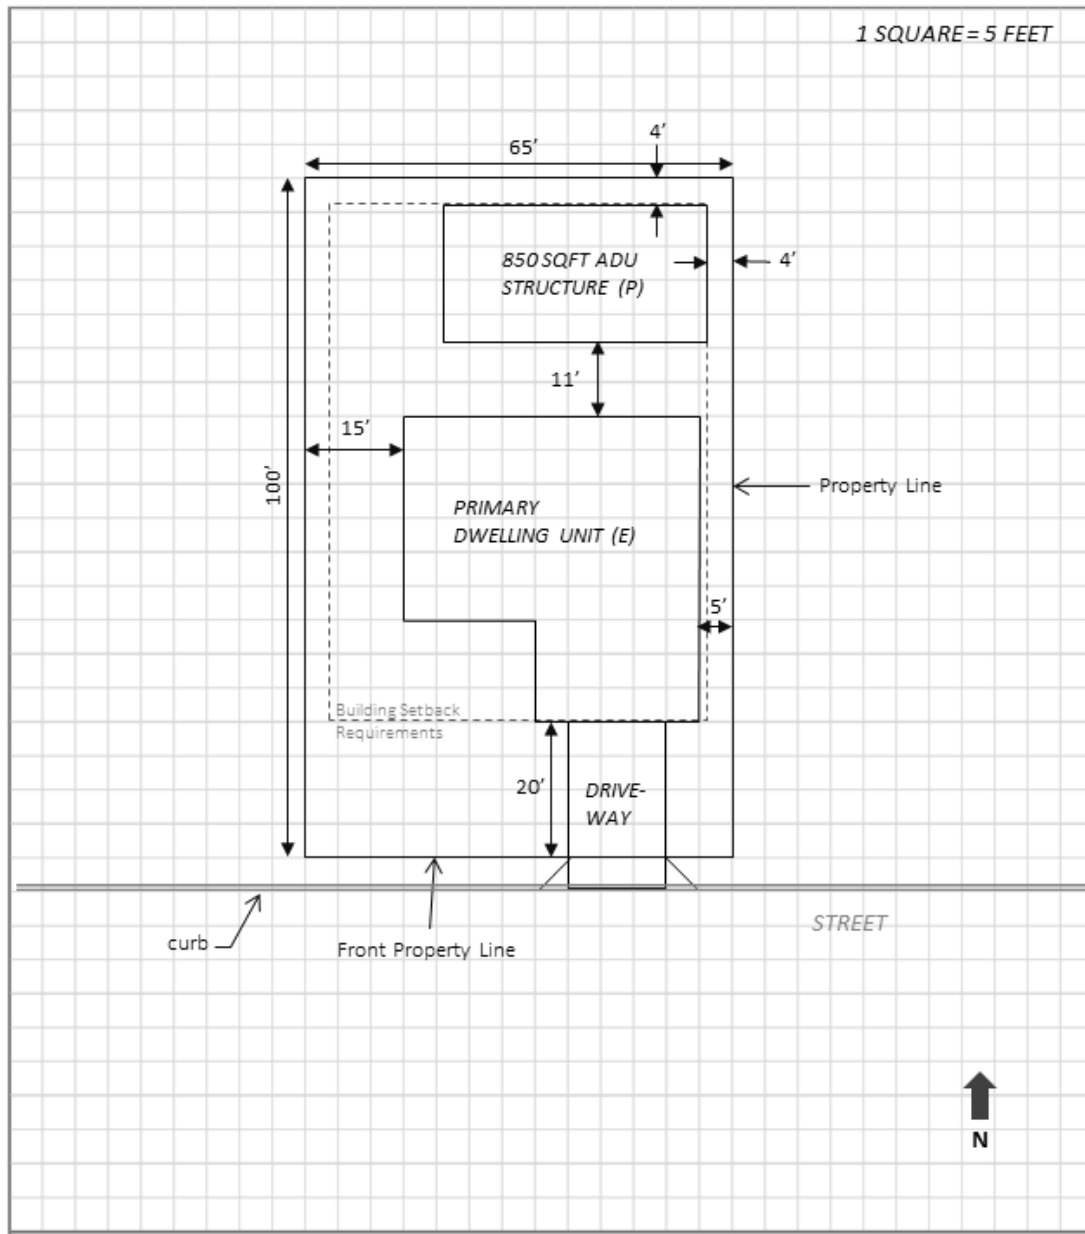 1 SQUARE = 5 FEET
4’
65’
850 SQFT ADU
STRUCTURE (P)
4’
11’
15’
100’
Property Line
PRIMARY
DWELLING UNIT (E)
5’
Building Setback
Requirements
20’
DRIVE-
WAY
STREET
curb
Front Property Line
N